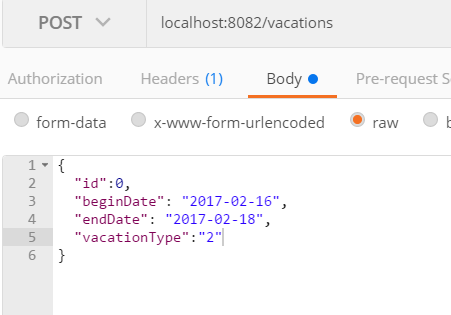 POST localhost:8082/vacations
Authorization Headers (1) Body Pre-request S
form-data x-www-form-urlencoded raw b
1 {
2 "id":0,
3 "beginDate": "2017-02-16",
4 "endDate": "2017-02-18",
5 "vacationType":"2"
6 }